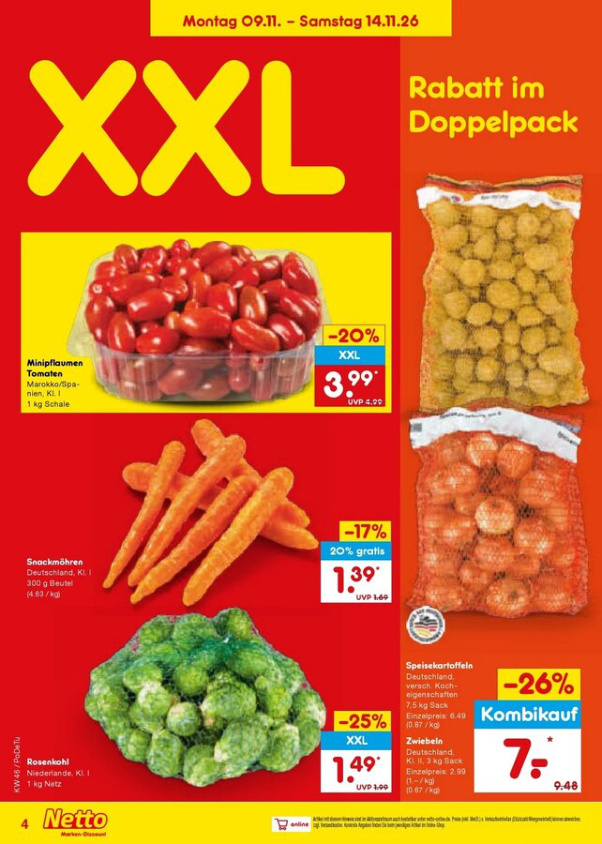 Montag 09.11. – Samstag 14.11.26
XXL
Rabatt im
Doppelpack
Minipflaumen
Tomaten
Marokko/Spa-
nien, Kl. I
1 kg Schale
-20%
XXL
3.99*
UVP 4.99
Snackmöhren
Deutschland, Kl. I
300 g Beutel
(4.63 / kg)
-17%
20% gratis
1.39*
UVP 1.69
Rosenkohl
Niederlande, Kl. I
1 kg Netz
-25%
XXL
1.49*
UVP 1.99
Speisekartoffeln
Deutschland,
versch. Koch-
eigenschaften
7,5 kg Sack
Einzelpreis: 6.49
(0.87 / kg)
Zwiebeln
Deutschland,
Kl. II, 3 kg Sack
Einzelpreis: 2.99
(1.– / kg)
-26%
Kombikauf
7.-*
9.48
KW 46 / PoDeTu
4
Netto
Marken-Discount
online